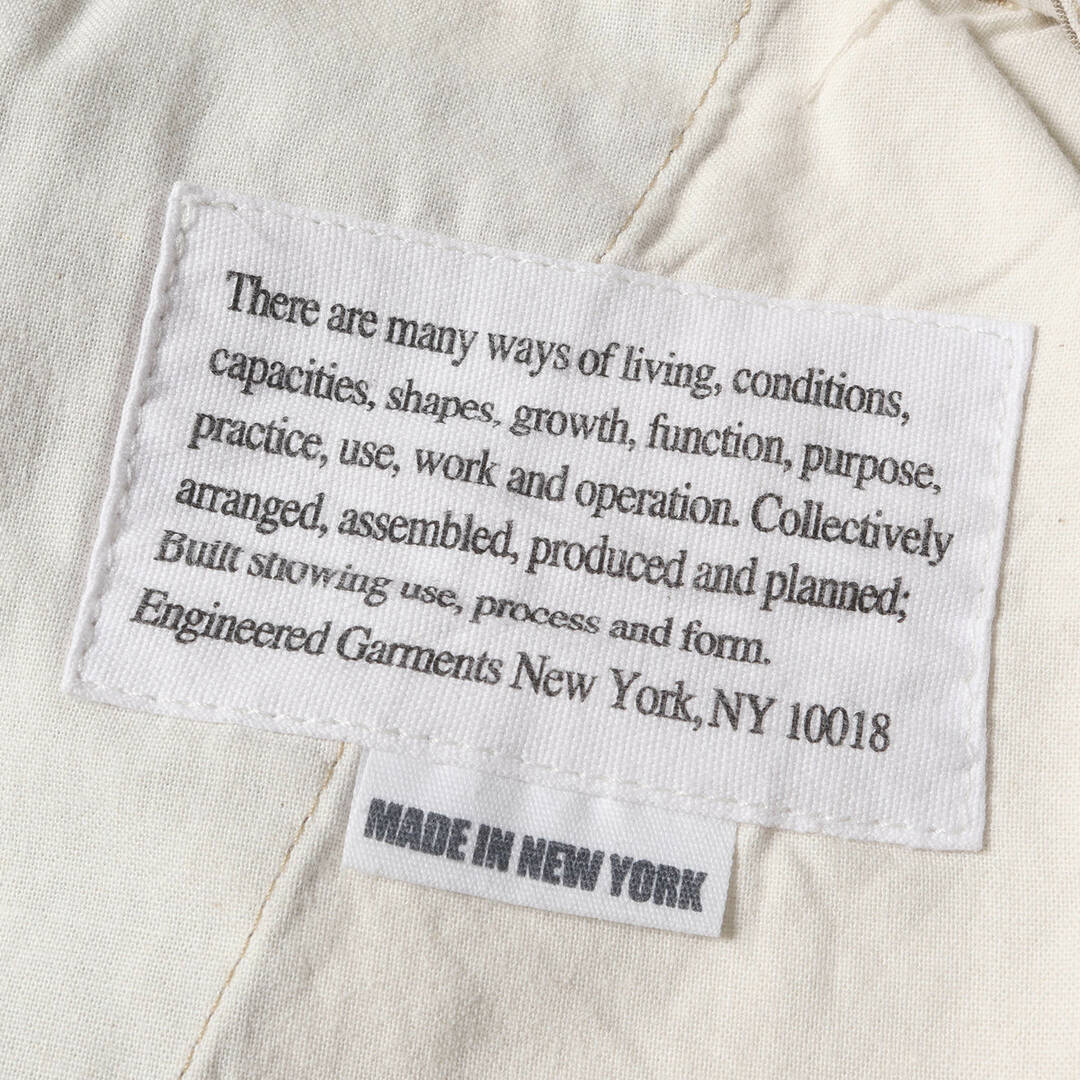 There are many ways of living, conditions,
capacities, shapes, growth, function, purpose,
practice, use, work and operation. Collectively
arranged, assembled, produced and planned;
Built showing use, process and form.
Engineered Garments New York, NY 10018
MADE IN NEW YORK